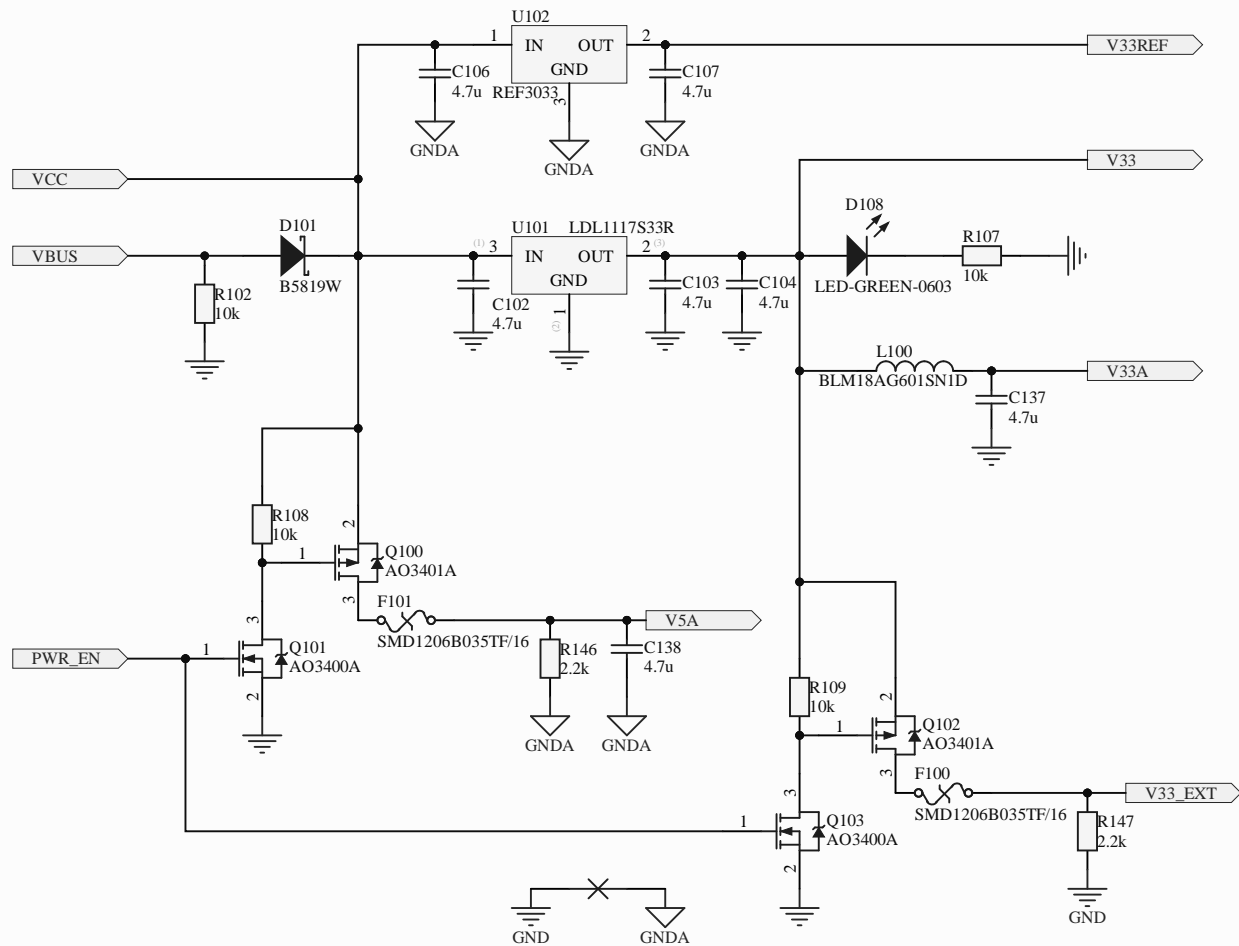 U102
1
IN
OUT
2
V33REF
GND
C106
4.7u
REF3033
3
C107
4.7u
GNDA
GNDA
GNDA
VCC
V33
D101
B5819W
VBUS
R102
10k
U101
LDL1117S33R
(1)
3
IN
OUT
2
(3)
GND
C102
4.7u
1
(2)
C103
4.7u
C104
4.7u
D108
LED-GREEN-0603
R107
10k
L100
BLM18AG601SN1D
V33A
C137
4.7u
R108
10k
2
1
Q100
AO3401A
3
F101
SMD1206B035TF/16
V5A
PWR_EN
3
1
Q101
AO3400A
2
R146
2.2k
C138
4.7u
GNDA
GNDA
R109
10k
2
1
Q102
AO3401A
3
F100
SMD1206B035TF/16
V33_EXT
3
1
Q103
AO3400A
2
R147
2.2k
GND
GND
GNDA